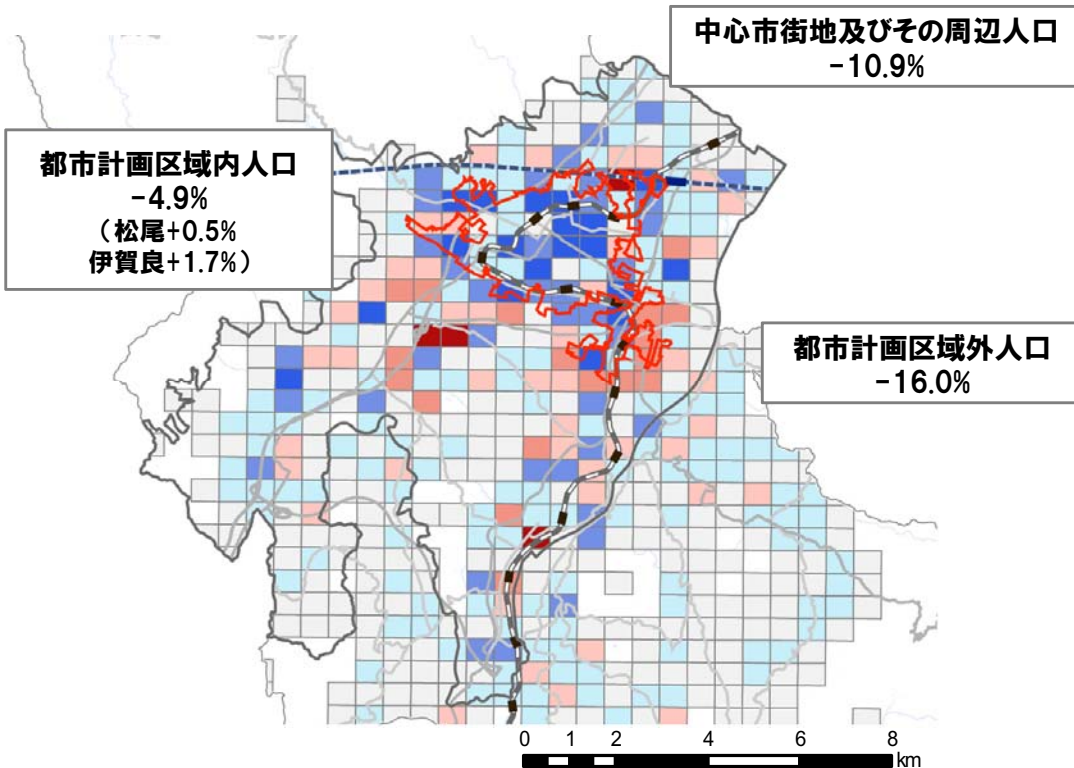 中心市街地及びその周辺人口
-10.9%
都市計画区域内人口
-4.9%
（松尾+0.5%
伊賀良+1.7%）
都市計画区域外人口
-16.0%
0 1 2 4 6 8
km